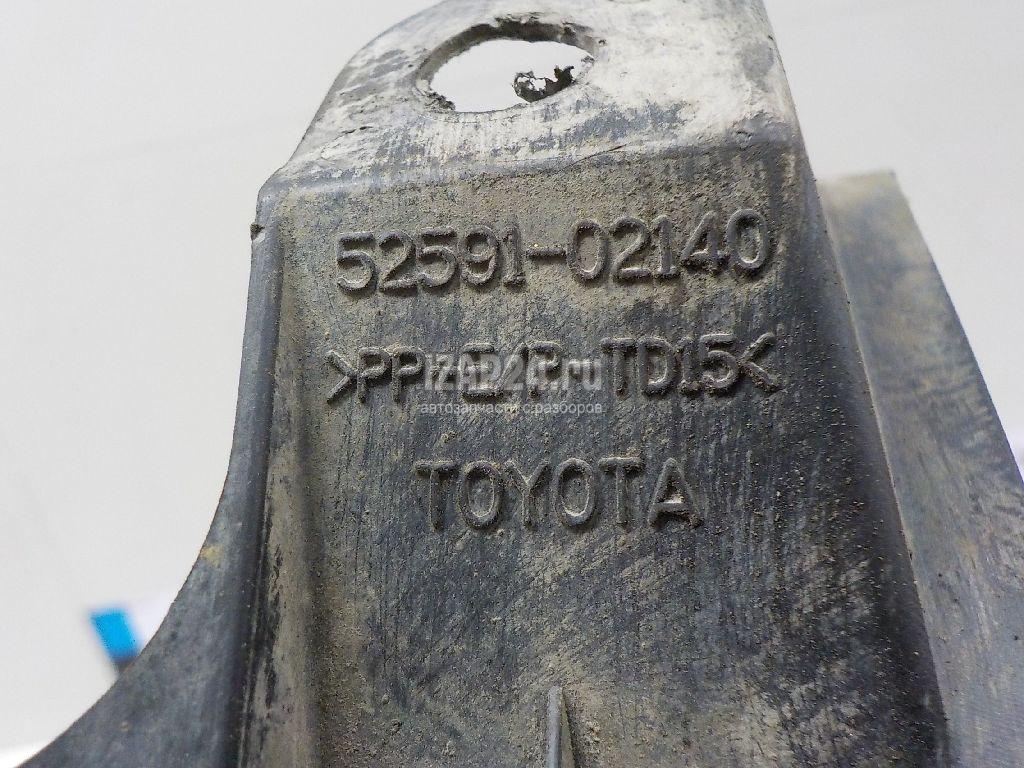 52591-02140
>PP+E/P-TD15<
IZAP24.ru
автозапчасти с разборов
TOYOTA